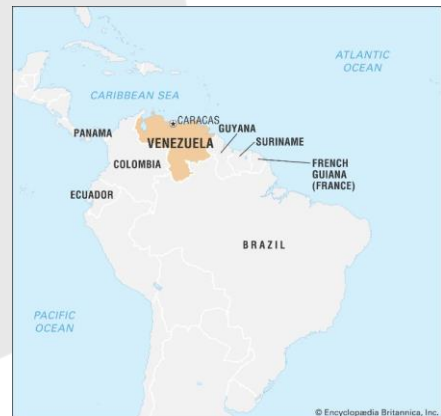 ATLANTIC
OCEAN
CARIBBEAN SEA
CARACAS
PANAMA
GUYANA
VENEZUELA
SURINAME
COLOMBIA
FRENCH
GUIANA
(FRANCE)
ECUADOR
BRAZIL
PACIFIC
OCEAN
© Encyclopædia Britannica, Inc.